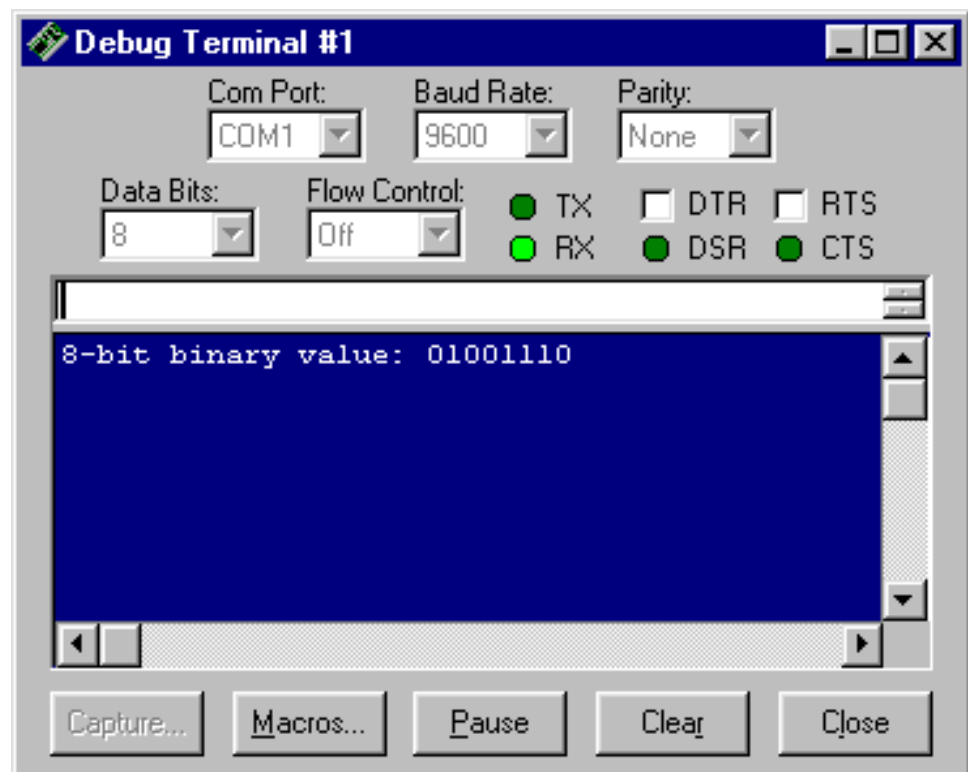 Debug Terminal #1
Com Port: Baud Rate: Parity:
COM1 9600 None
Data Bits: Flow Control: TX DTR RTS
8 Off RX DSR CTS
8-bit binary value: 01001110
Capture... Macros... Pause Clear Close